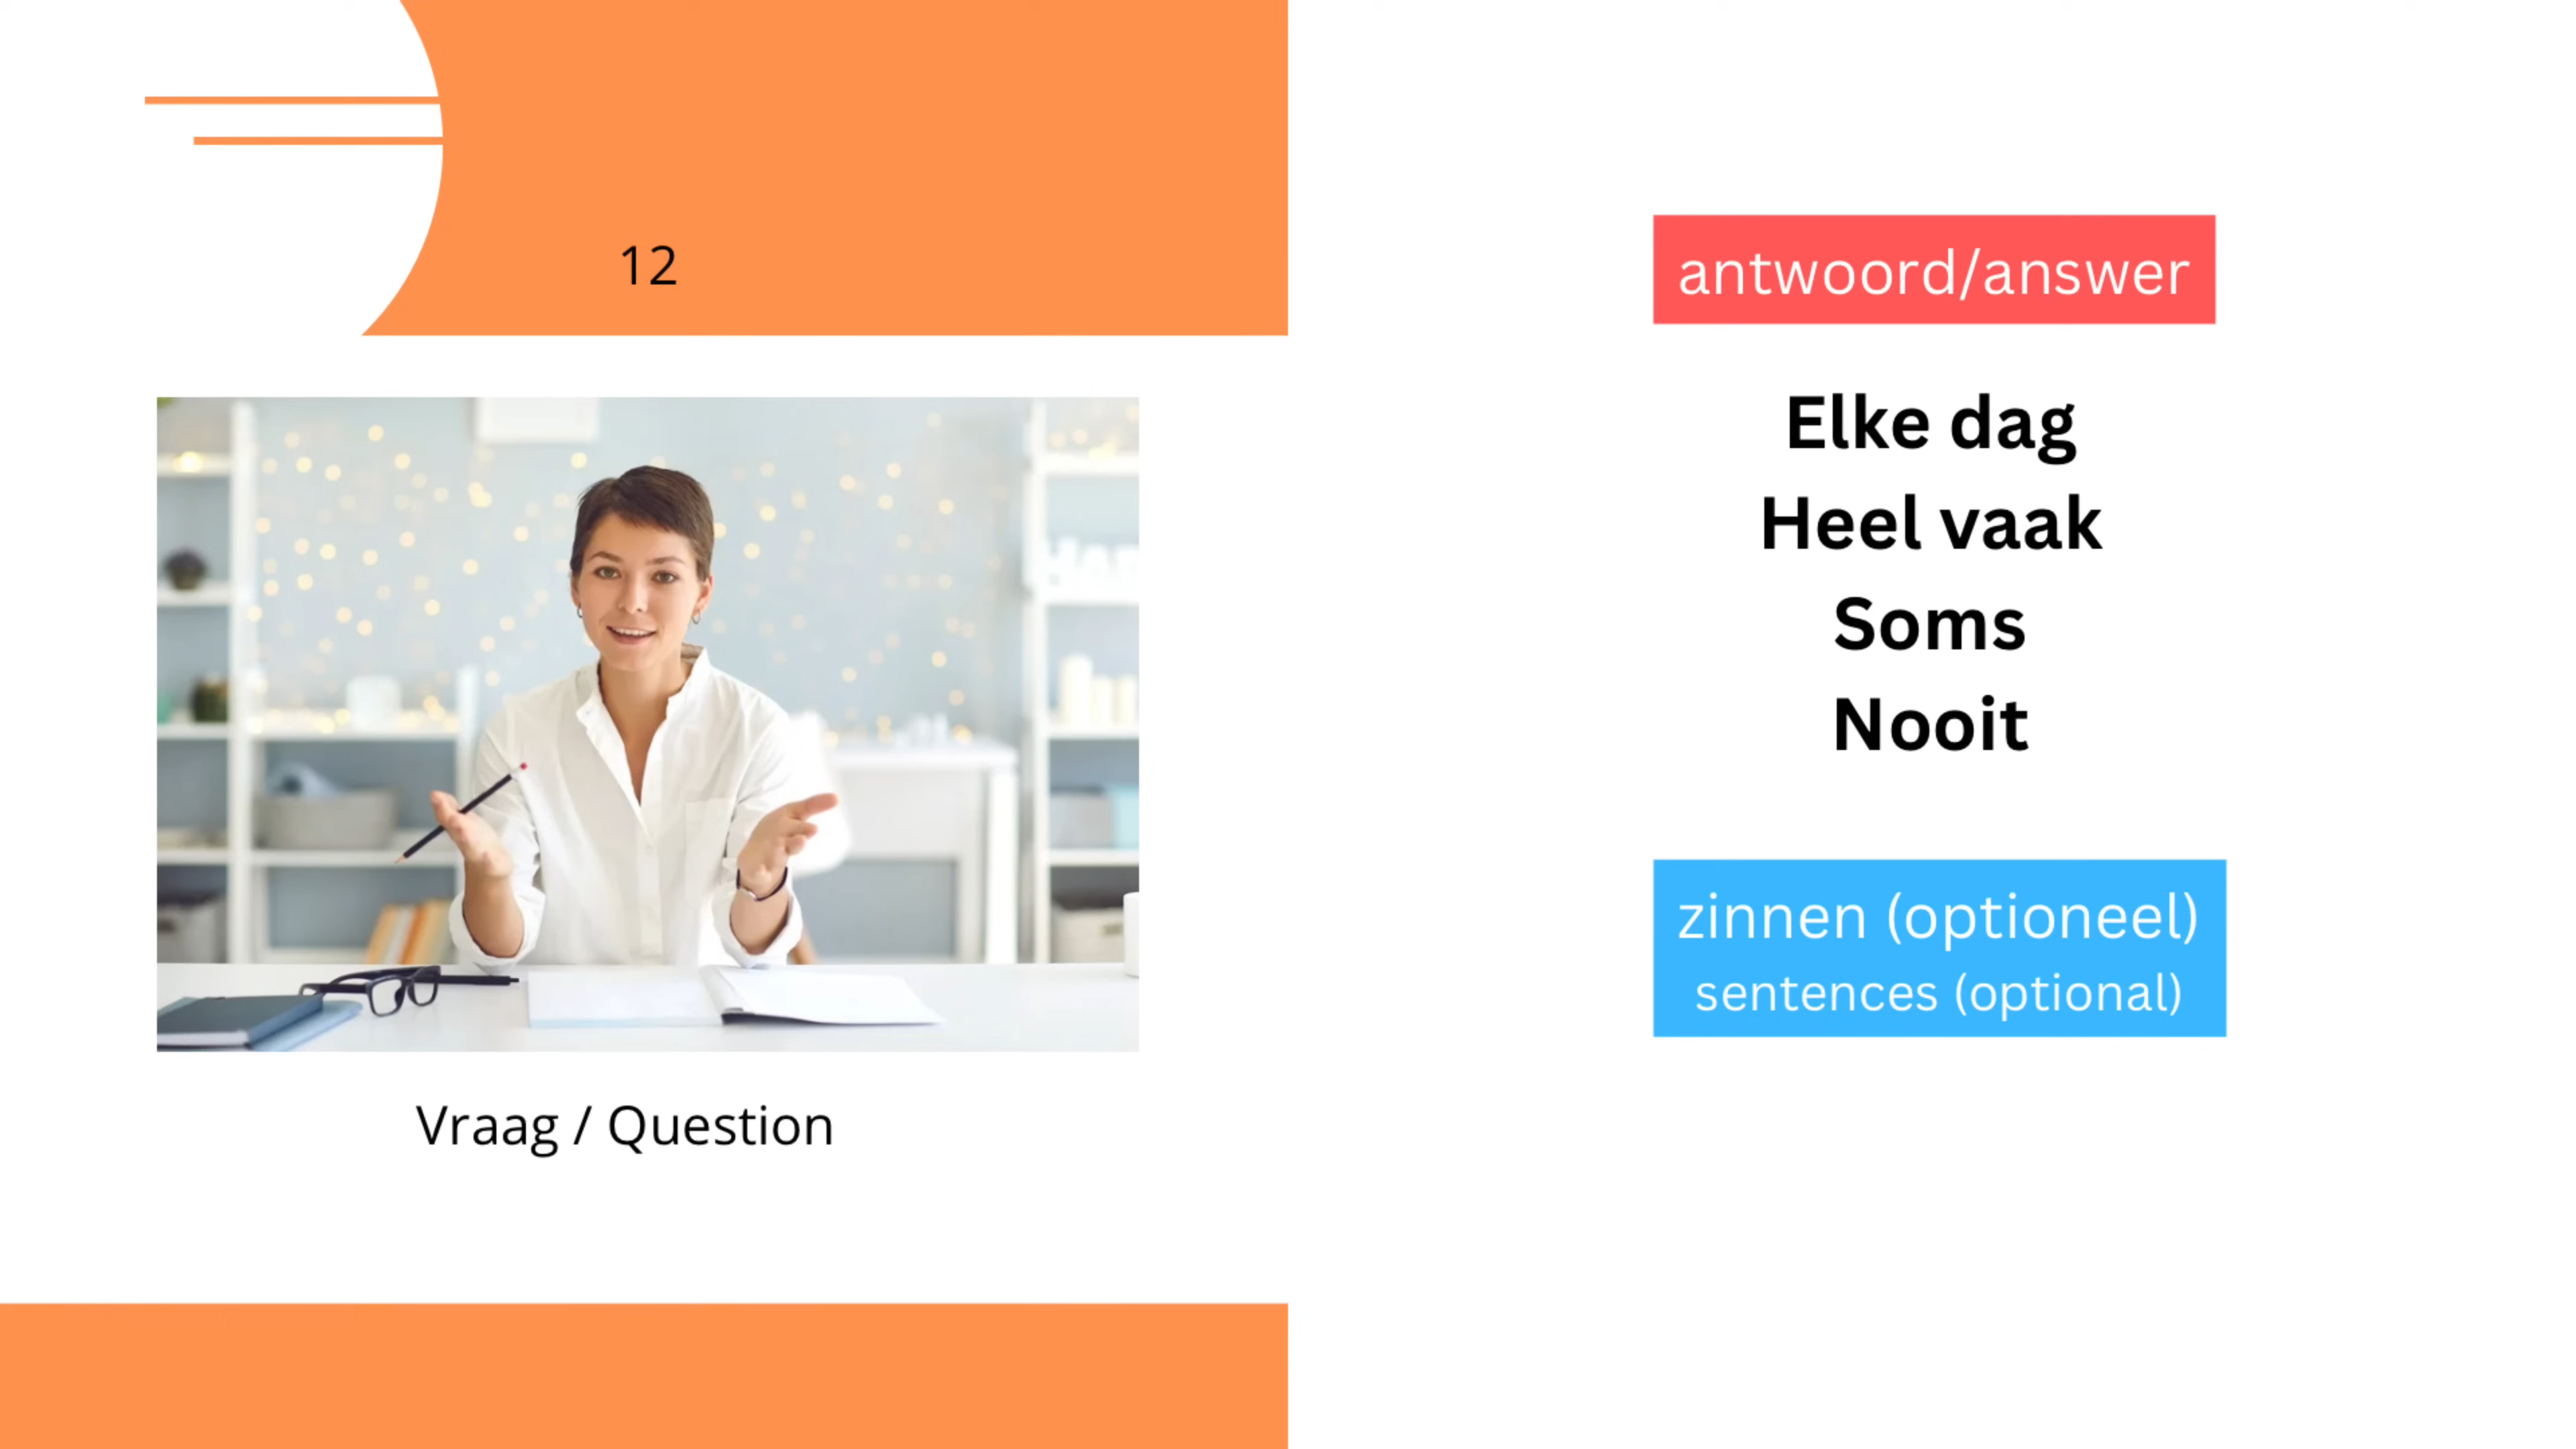 12
Vraag / Question
antwoord/answer
Elke dag
Heel vaak
Soms
Nooit
zinnen (optioneel)
sentences (optional)